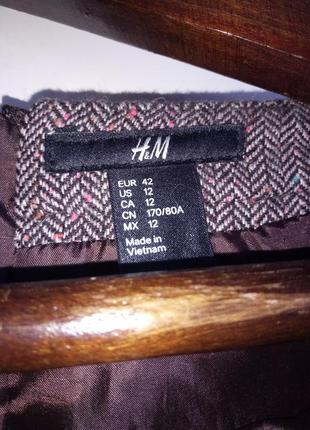 H&M
EUR 42
US 12
CA 12
CN 170/80A
MX 12
Made in
Vietnam